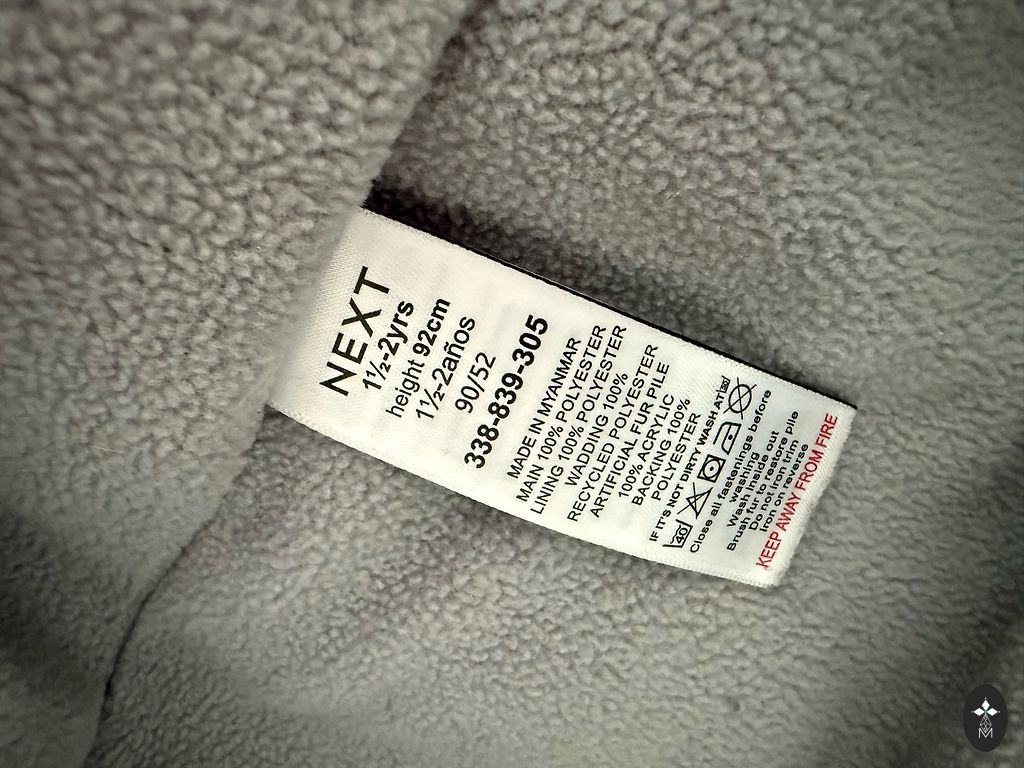 NEXT
1½-2yrs
height 92cm
1½-2años
90/52
338-839-305
MADE IN MYANMAR
MAIN 100% POLYESTER
LINING 100% POLYESTER
WADDING 100%
RECYCLED POLYESTER
ARTIFICIAL FUR PILE
100% ACRYLIC
BACKING 100%
POLYESTER
IF IT'S NOT DIRTY WASH AT 30
40
Close all fastenings before
washing
Wash inside out
Brush fur to restore pile
Do not iron trim
Iron on reverse
KEEP AWAY FROM FIRE
M